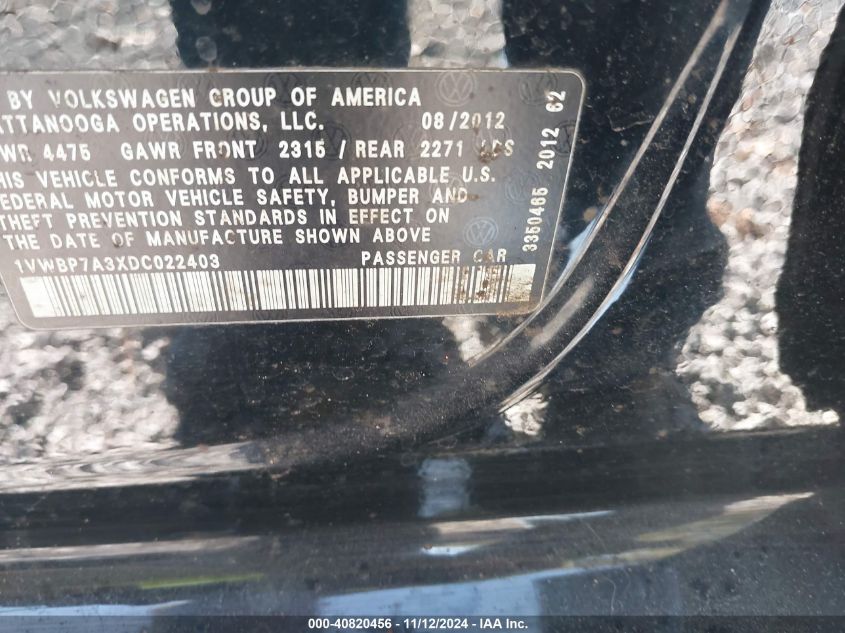 BY VOLKSWAGEN GROUP OF AMERICA
ATTANOOGA OPERATIONS, LLC. 08/2012
WR 4475 GAWR FRONT 2315 / REAR 2271 LBS
HIS VEHICLE CONFORMS TO ALL APPLICABLE U.S.
FEDERAL MOTOR VEHICLE SAFETY, BUMPER AND
THEFT PREVENTION STANDARDS IN EFFECT ON
THE DATE OF MANUFACTURE SHOWN ABOVE
1VWBP7A3XDC022403 PASSENGER CAR
3350465 2012 62
000-40820456 - 11/12/2024 - IAA